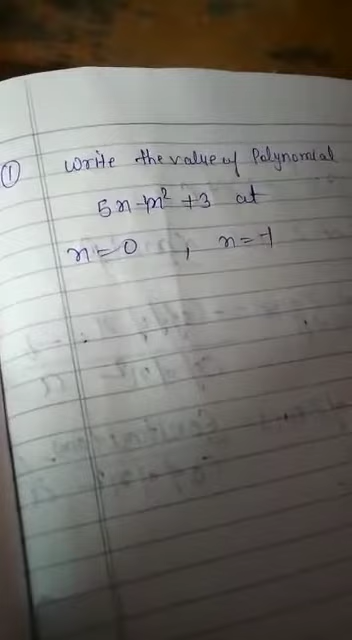 ① Write the value of Polynomial
5x - x² + 3 at
x = 0 , x = -1